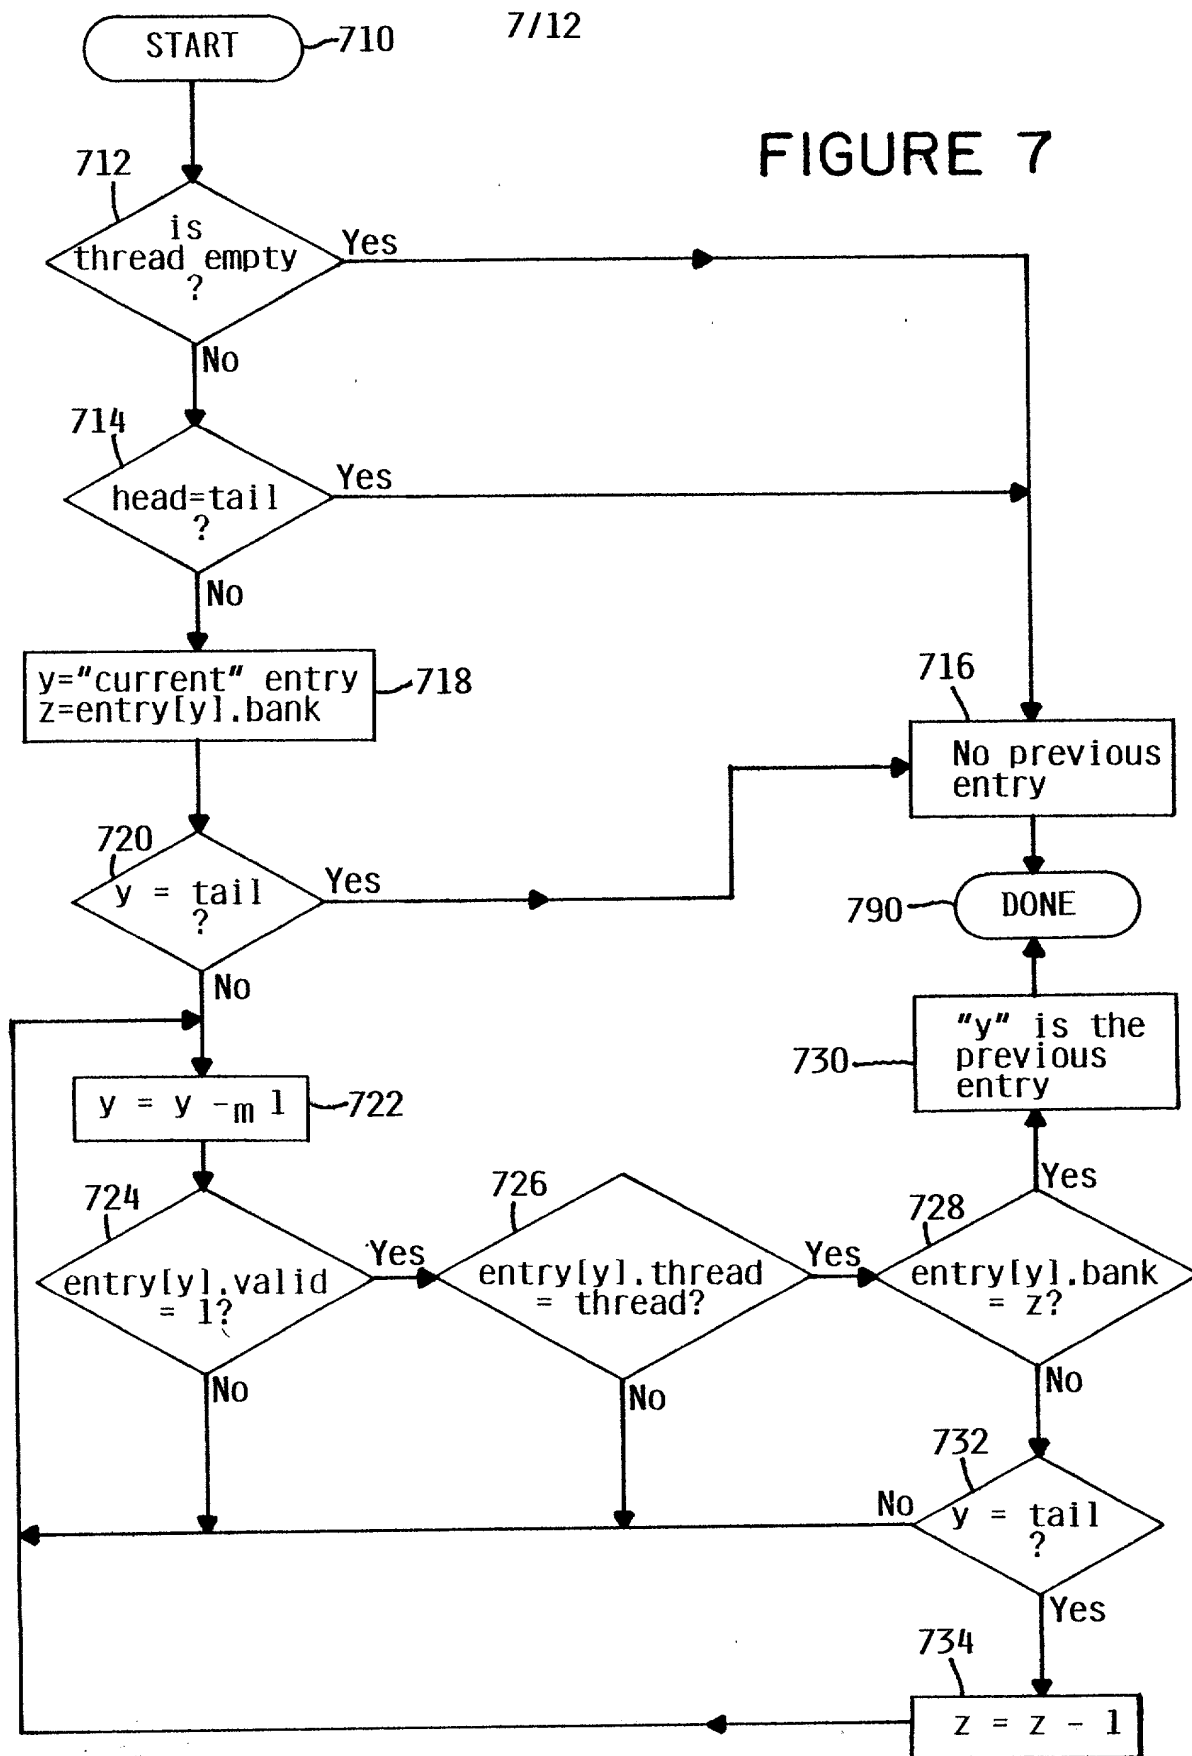 7/12
FIGURE 7
START
710
712
is
thread empty
?
Yes
No
714
head=tail
?
Yes
No
y="current" entry
z=entry[y].bank
718
716
No previous
entry
720
y = tail
?
Yes
No
790
DONE
730
"y" is the
previous
entry
y = y -m 1
722
724
entry[y].valid
= 1?
Yes
No
726
entry[y].thread
= thread?
Yes
No
728
entry[y].bank
= z?
Yes
No
732
y = tail
?
No
Yes
734
z = z - 1